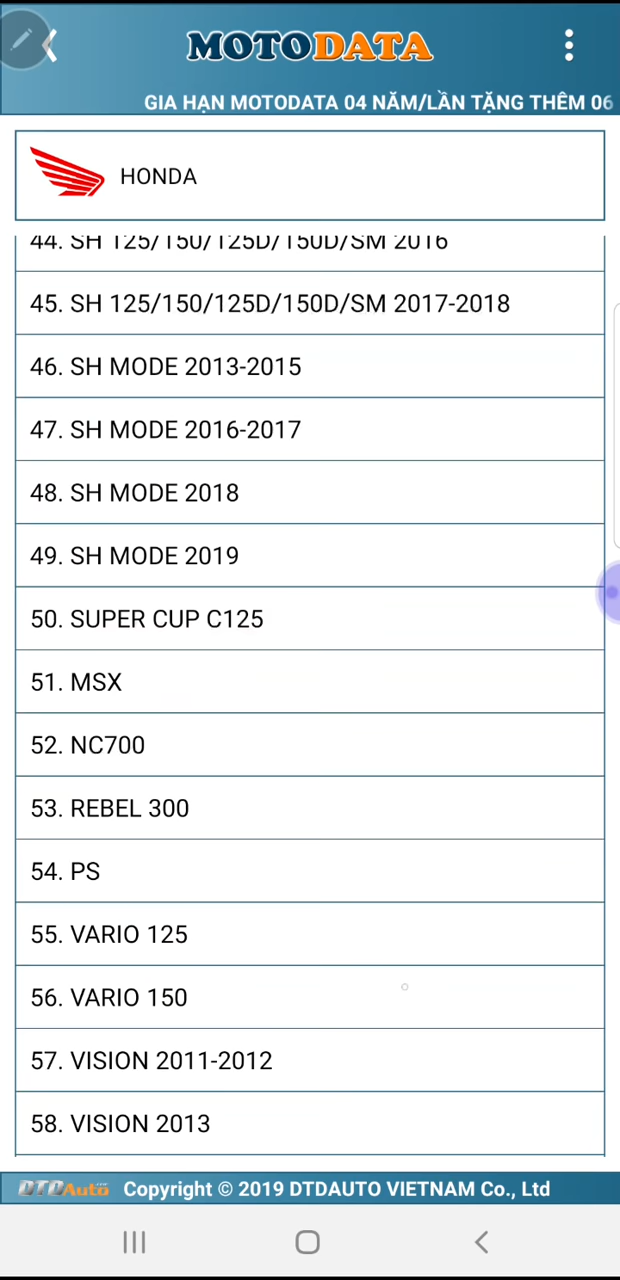 MOTODATA
GIA HẠN MOTODATA 04 NĂM/LẦN TẶNG THÊM 06
HONDA
44. SH 125/150/125D/150D/SM 2016
45. SH 125/150/125D/150D/SM 2017-2018
46. SH MODE 2013-2015
47. SH MODE 2016-2017
48. SH MODE 2018
49. SH MODE 2019
50. SUPER CUP C125
51. MSX
52. NC700
53. REBEL 300
54. PS
55. VARIO 125
56. VARIO 150
57. VISION 2011-2012
58. VISION 2013
DTDAuto Copyright © 2019 DTDAUTO VIETNAM Co., Ltd